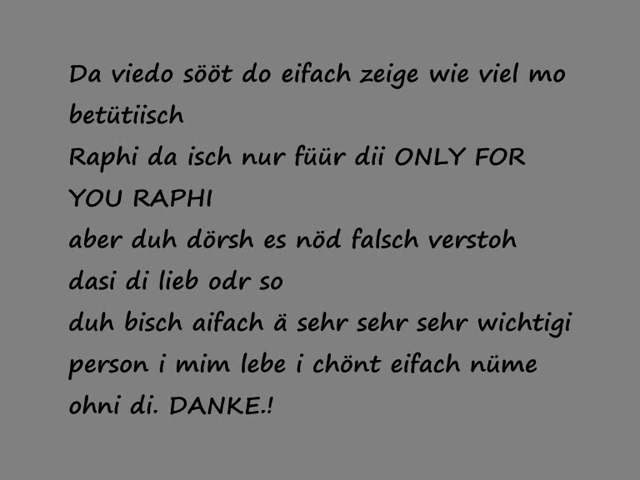 Da viedo sööt do eifach zeige wie viel mo
betütiisch
Raphi da isch nur füür dii ONLY FOR
YOU RAPHI
aber duh dörsh es nöd falsch verstoh
dasi di lieb odr so
duh bisch aifach ä sehr sehr sehr wichtigi
person i mim lebe i chönt eifach nüme
ohni di. DANKE.!